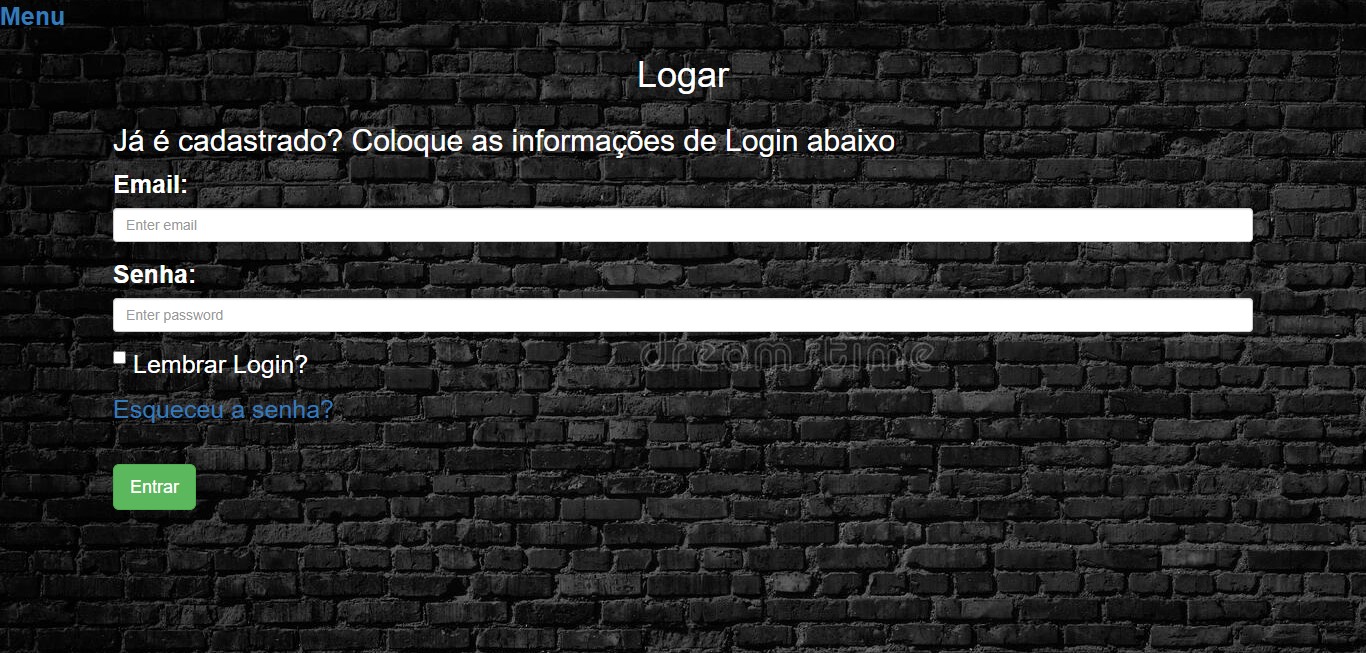 Menu
Logar
Já é cadastrado? Coloque as informações de Login abaixo
Email:
Enter email
Senha:
Enter password
dreamstime
Lembrar Login?
Esqueceu a senha?
Entrar